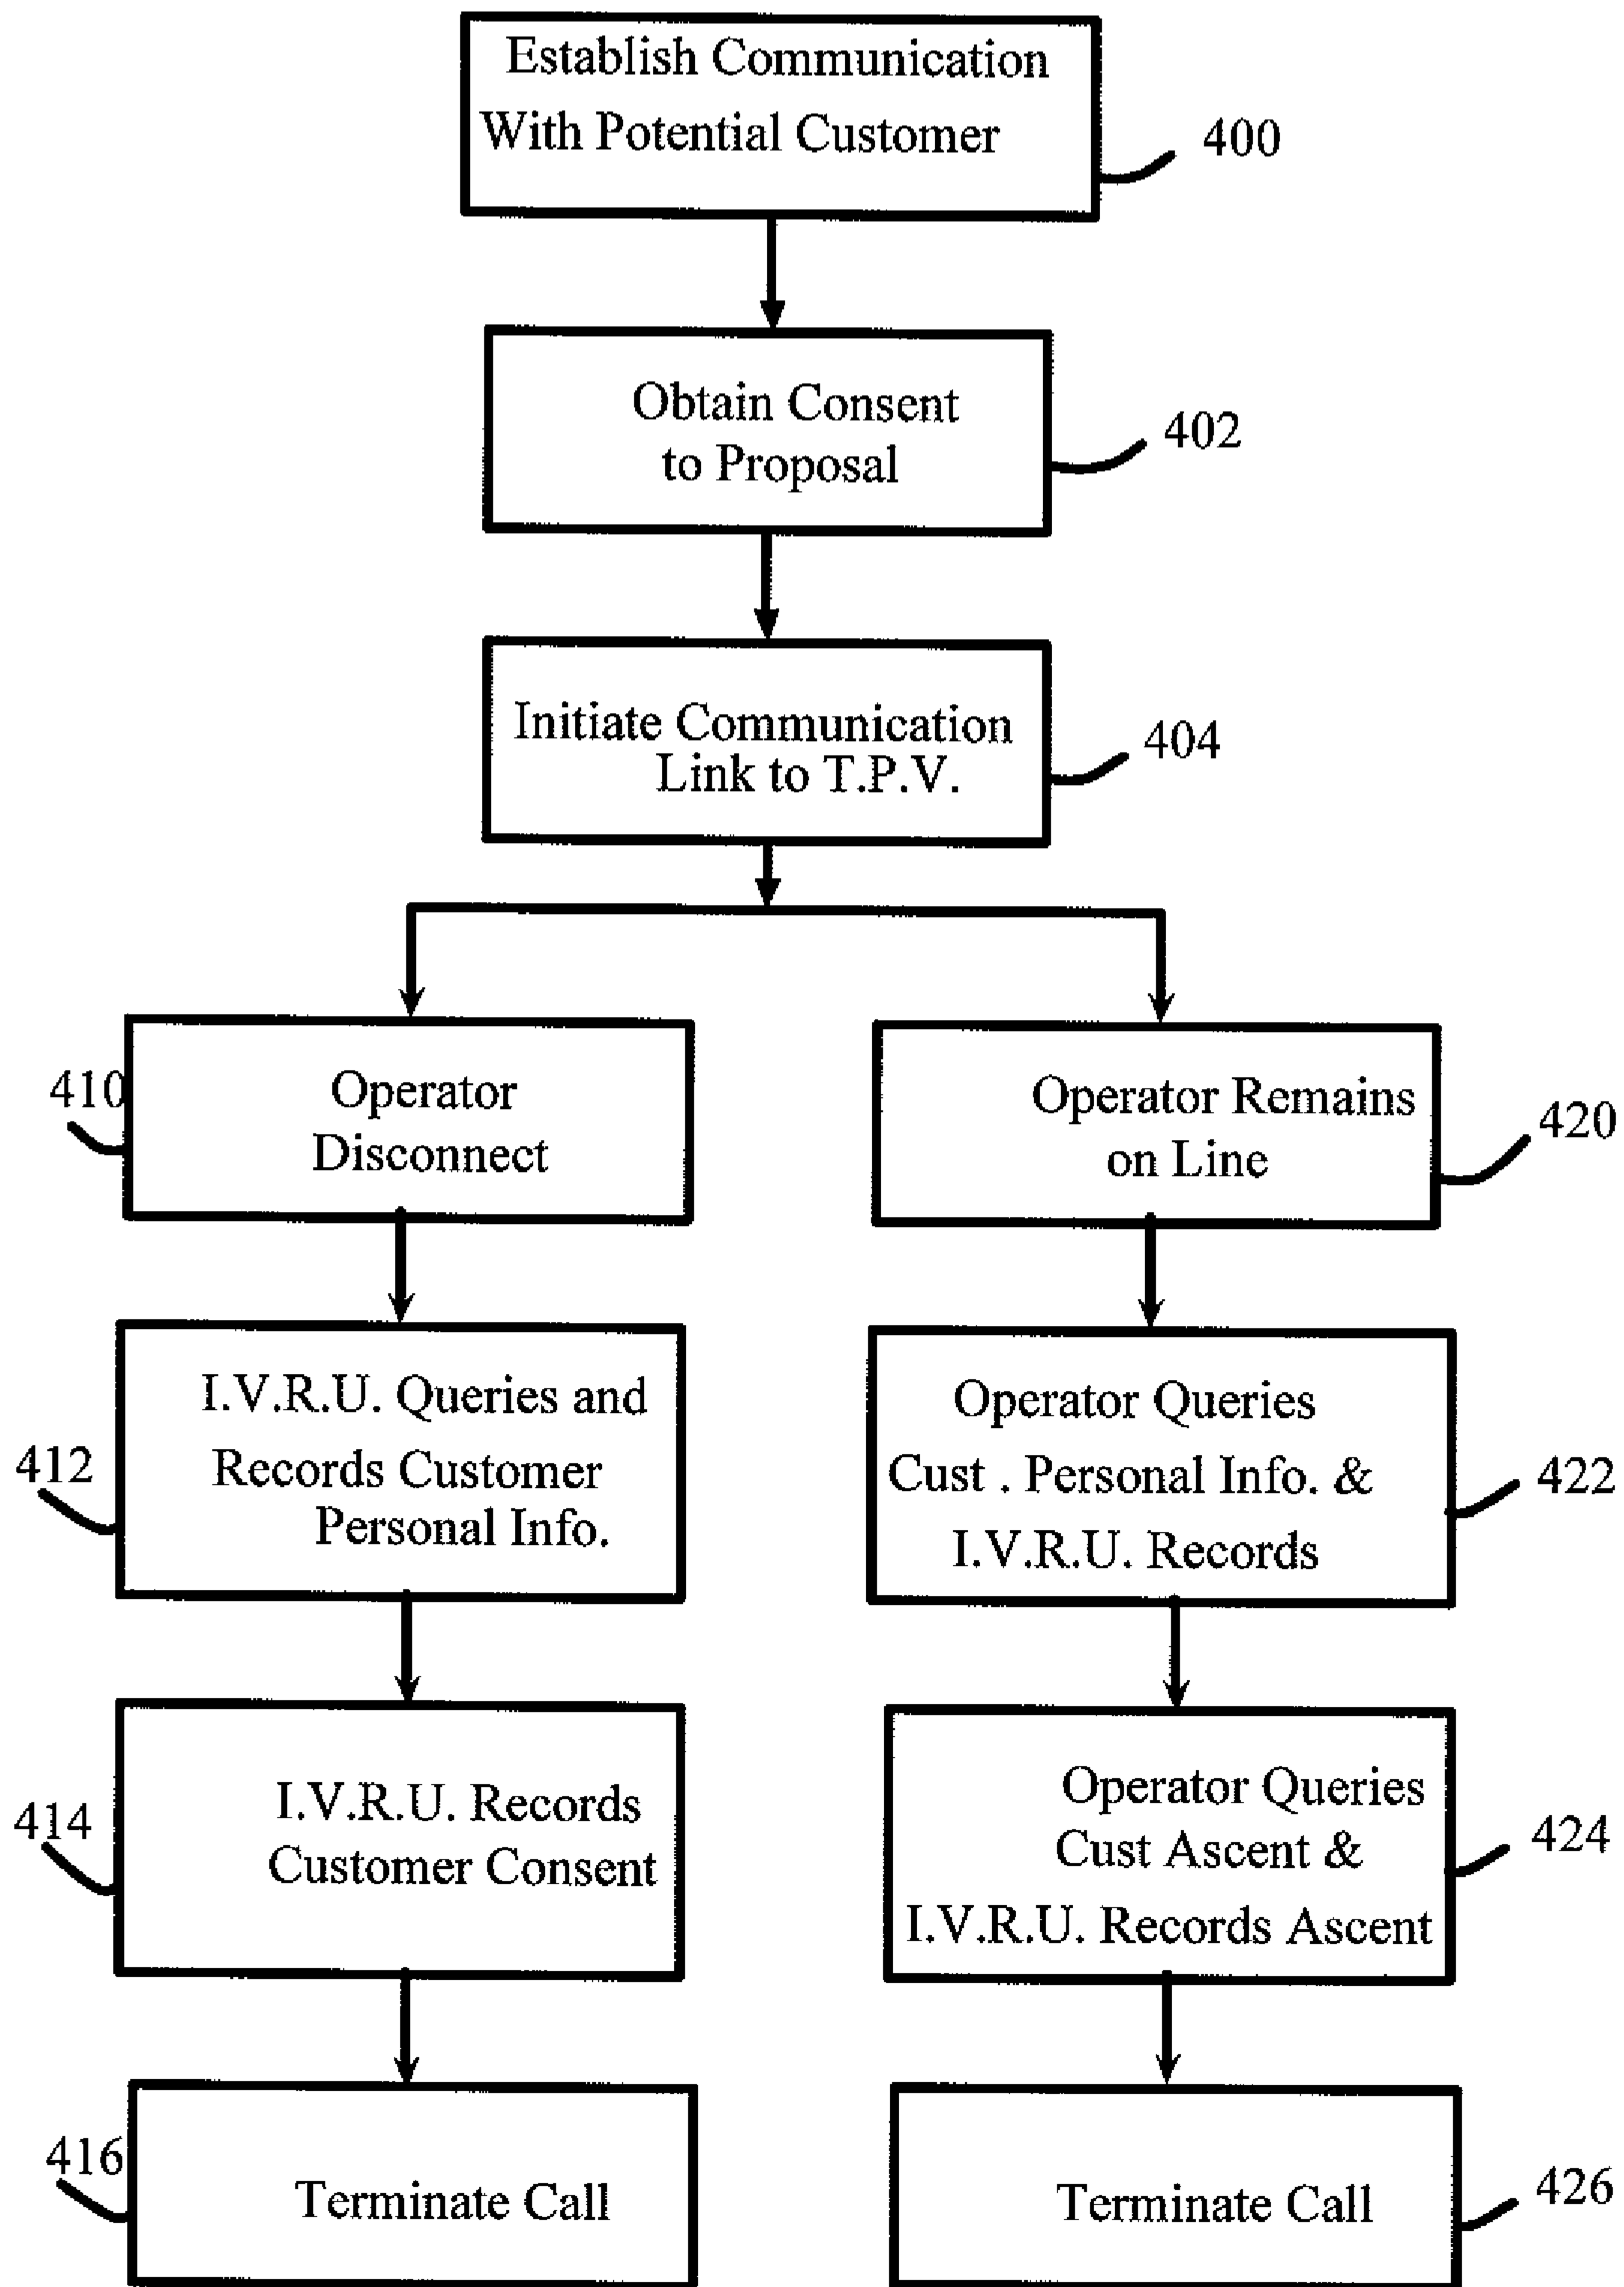 Establish Communication
With Potential Customer
400
Obtain Consent
to Proposal
402
Initiate Communication
Link to T.P.V.
404
Operator
Disconnect
410
Operator Remains
on Line
420
I.V.R.U. Queries and
Records Customer
Personal Info.
412
Operator Queries
Cust . Personal Info. &
I.V.R.U. Records
422
I.V.R.U. Records
Customer Consent
414
Operator Queries
Cust Ascent &
I.V.R.U. Records Ascent
424
Terminate Call
416
Terminate Call
426